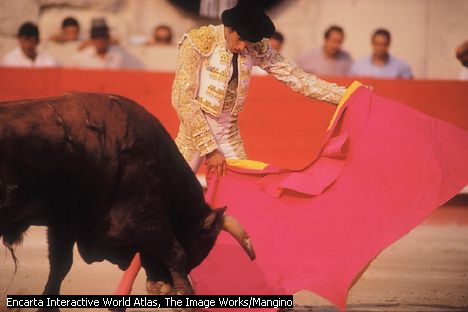 Encarta Interactive World Atlas, The Image Works/Mangino